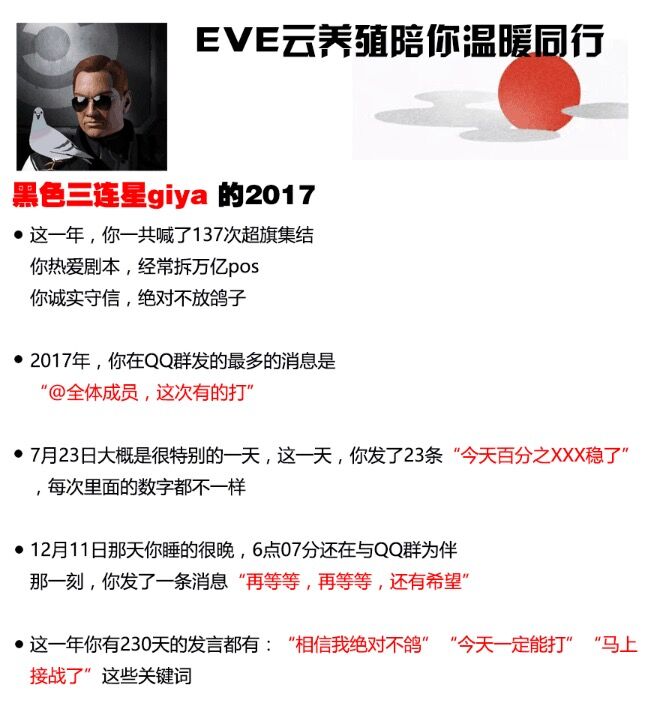 EVE云养殖陪你温暖同行
黑色三连星giya 的2017
● 这一年，你一共喊了137次超旗集结
你热爱剧本，经常拆万亿pos
你诚实守信，绝对不放鸽子
● 2017年，你在QQ群发的最多的消息是
“@全体成员，这次有的打”
● 7月23日大概是很特别的一天，这一天，你发了23条“今天百分之XXX稳了”
，每次里面的数字都不一样
● 12月11日那天你睡的很晚，6点07分还在与QQ群为伴
那一刻，你发了一条消息“再等等，再等等，还有希望”
● 这一年你有230天的发言都有：“相信我绝对不鸽”“今天一定能打”“马上
接战了”这些关键词